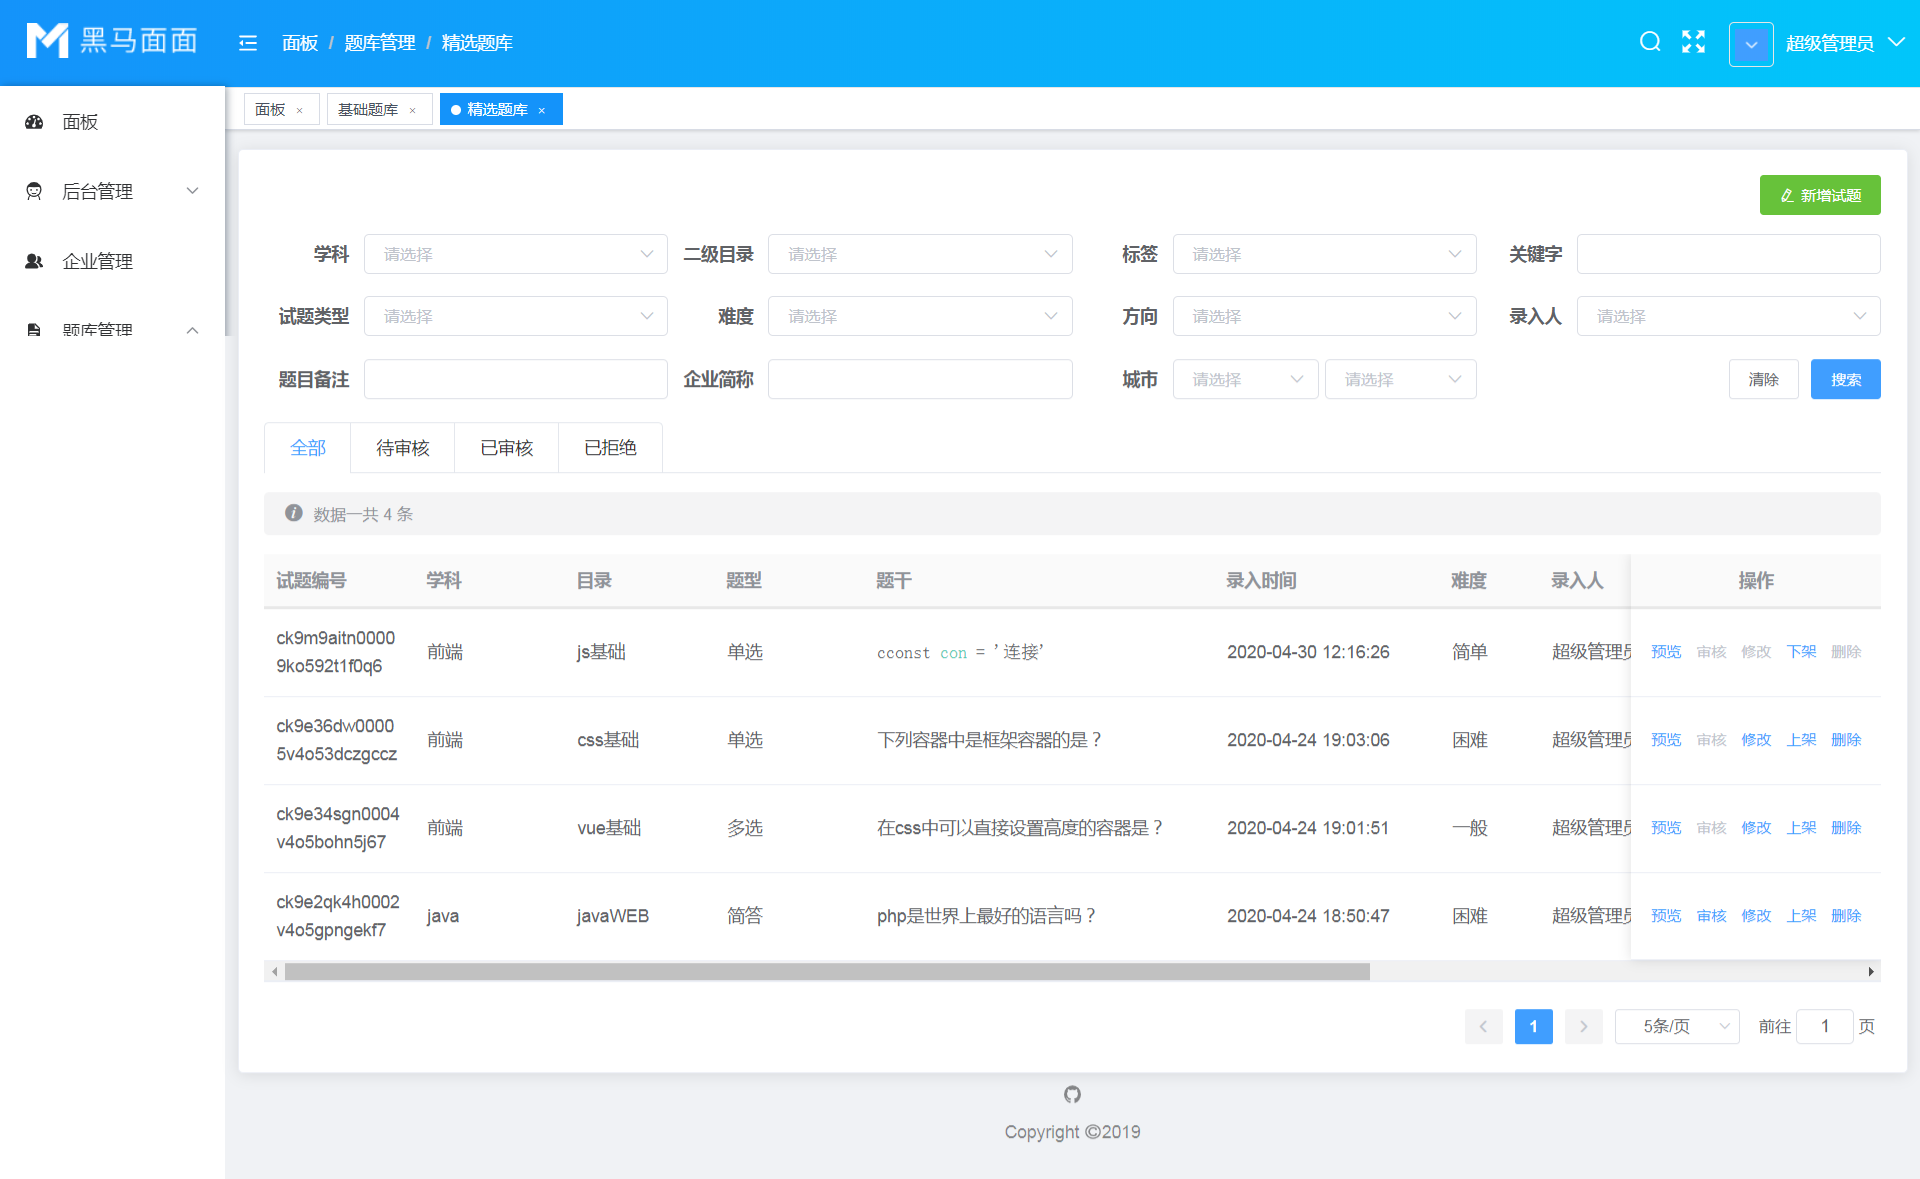 黑马面面
面板 / 题库管理 / 精选题库
超级管理员
面板
后台管理
企业管理
题库管理
面板 ×
基础题库 ×
精选题库 ×
新增试题
学科 请选择
二级目录 请选择
标签 请选择
关键字
试题类型 请选择
难度 请选择
方向 请选择
录入人 请选择
题目备注
企业简称
城市 请选择 请选择
清除
搜索
全部
待审核
已审核
已拒绝
数据一共 4 条
试题编号 学科 目录 题型 题干 录入时间 难度 录入人 操作
ck9m9aitn0000
9ko592t1f0q6
前端 js基础 单选 cconst con = '连接' 2020-04-30 12:16:26 简单 超级管理员 预览 审核 修改 下架 删除
ck9e36dw0000
5v4o53dczgccz
前端 css基础 单选 下列容器中是框架容器的是？ 2020-04-24 19:03:06 困难 超级管理员 预览 审核 修改 上架 删除
ck9e34sgn0004
v4o5bohn5j67
前端 vue基础 多选 在css中可以直接设置高度的容器是？ 2020-04-24 19:01:51 一般 超级管理员 预览 审核 修改 上架 删除
ck9e2qk4h0002
v4o5gpngekf7
java javaWEB 简答 php是世界上最好的语言吗？ 2020-04-24 18:50:47 困难 超级管理员 预览 审核 修改 上架 删除
1 5条/页 前往 1 页
Copyright ©2019